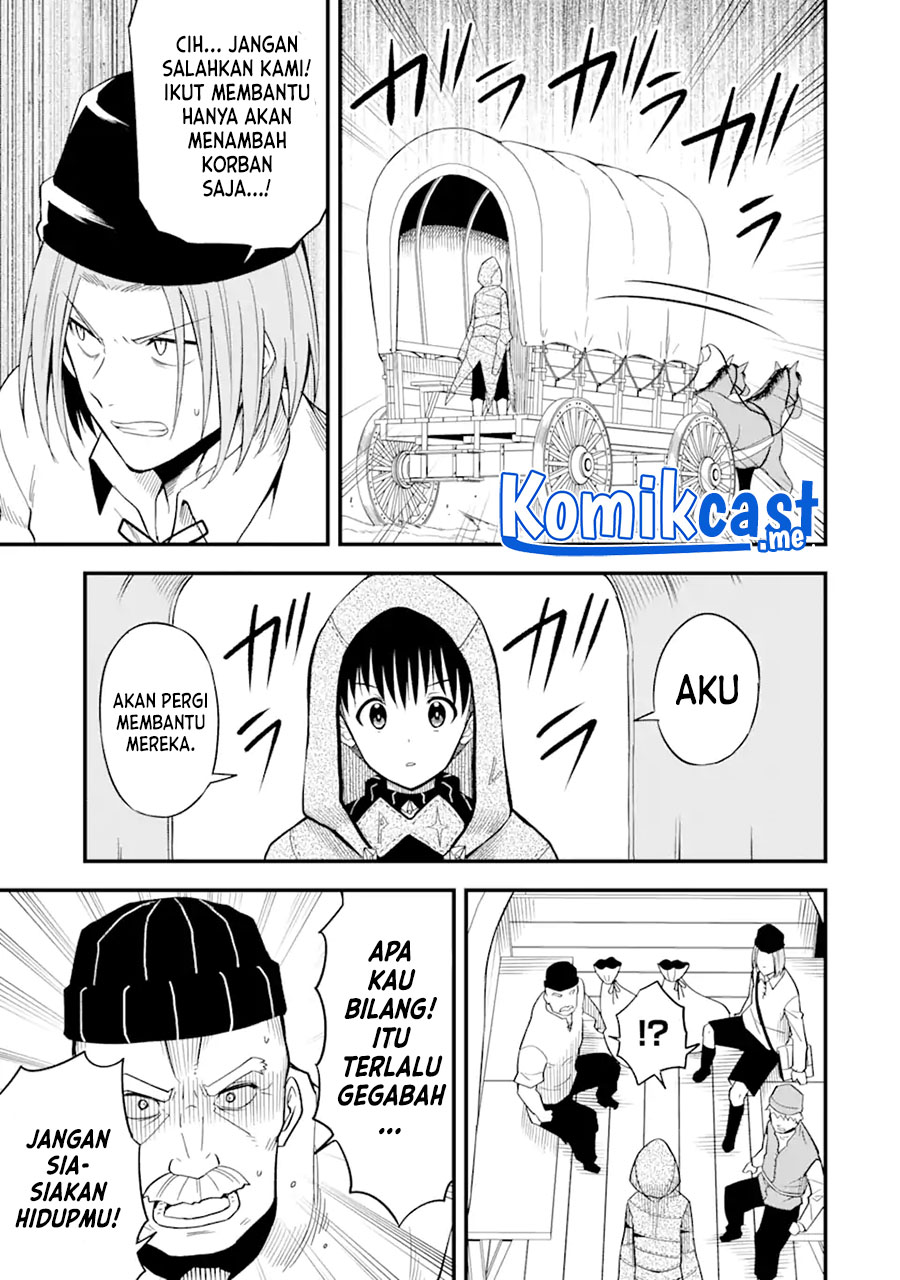 ガラ
ガラ
ガラ
CIH... JANGAN
SALAHKAN KAMI!
IKUT MEMBANTU
HANYA AKAN
MENAMBAH
KORBAN
SAJA...!
Komikcast
.me
AKU
ガラ
ガラ
AKAN PERGI
MEMBANTU
MEREKA.
!?
APA
KAU
BILANG!
ITU
TERLALU
GEGABAH
...
JANGAN
SIA-
SIAKAN
HIDUPMU!